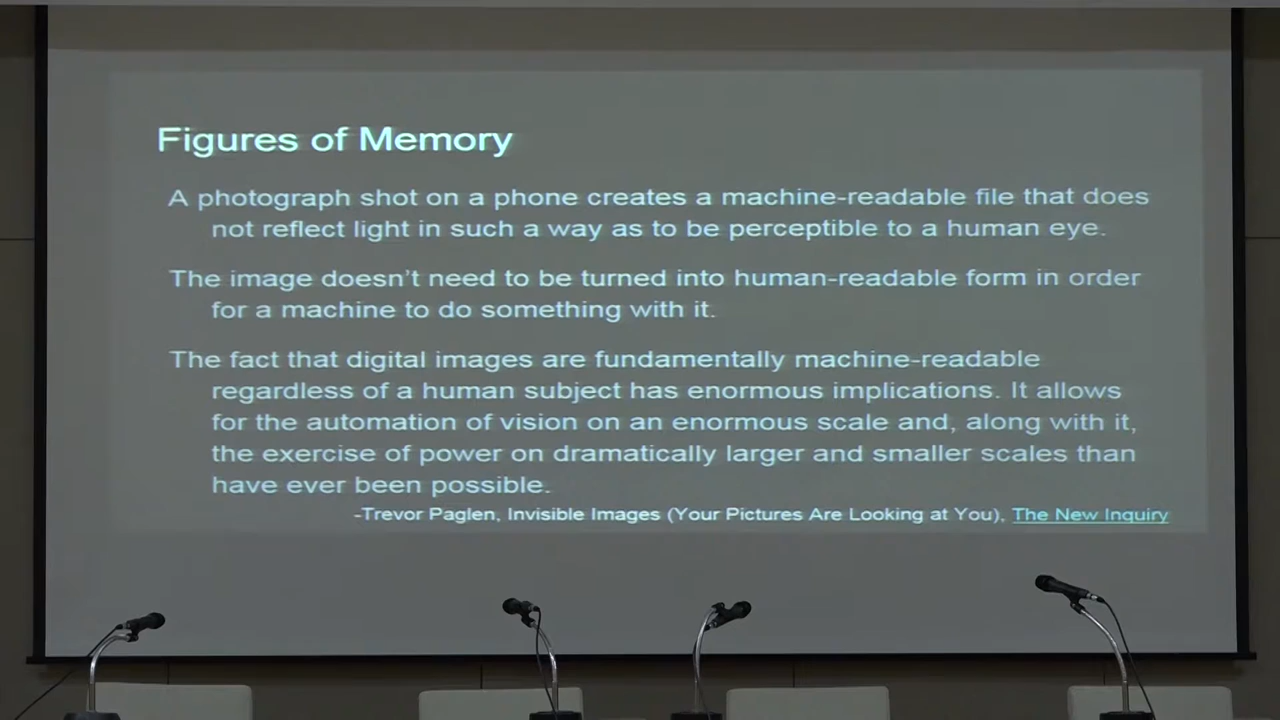 Figures of Memory
A photograph shot on a phone creates a machine-readable file that does
not reflect light in such a way as to be perceptible to a human eye.
The image doesn't need to be turned into human-readable form in order
for a machine to do something with it.
The fact that digital images are fundamentally machine-readable
regardless of a human subject has enormous implications. It allows
for the automation of vision on an enormous scale and, along with it,
the exercise of power on dramatically larger and smaller scales than
have ever been possible.
-Trevor Paglen, Invisible Images (Your Pictures Are Looking at You), The New Inquiry